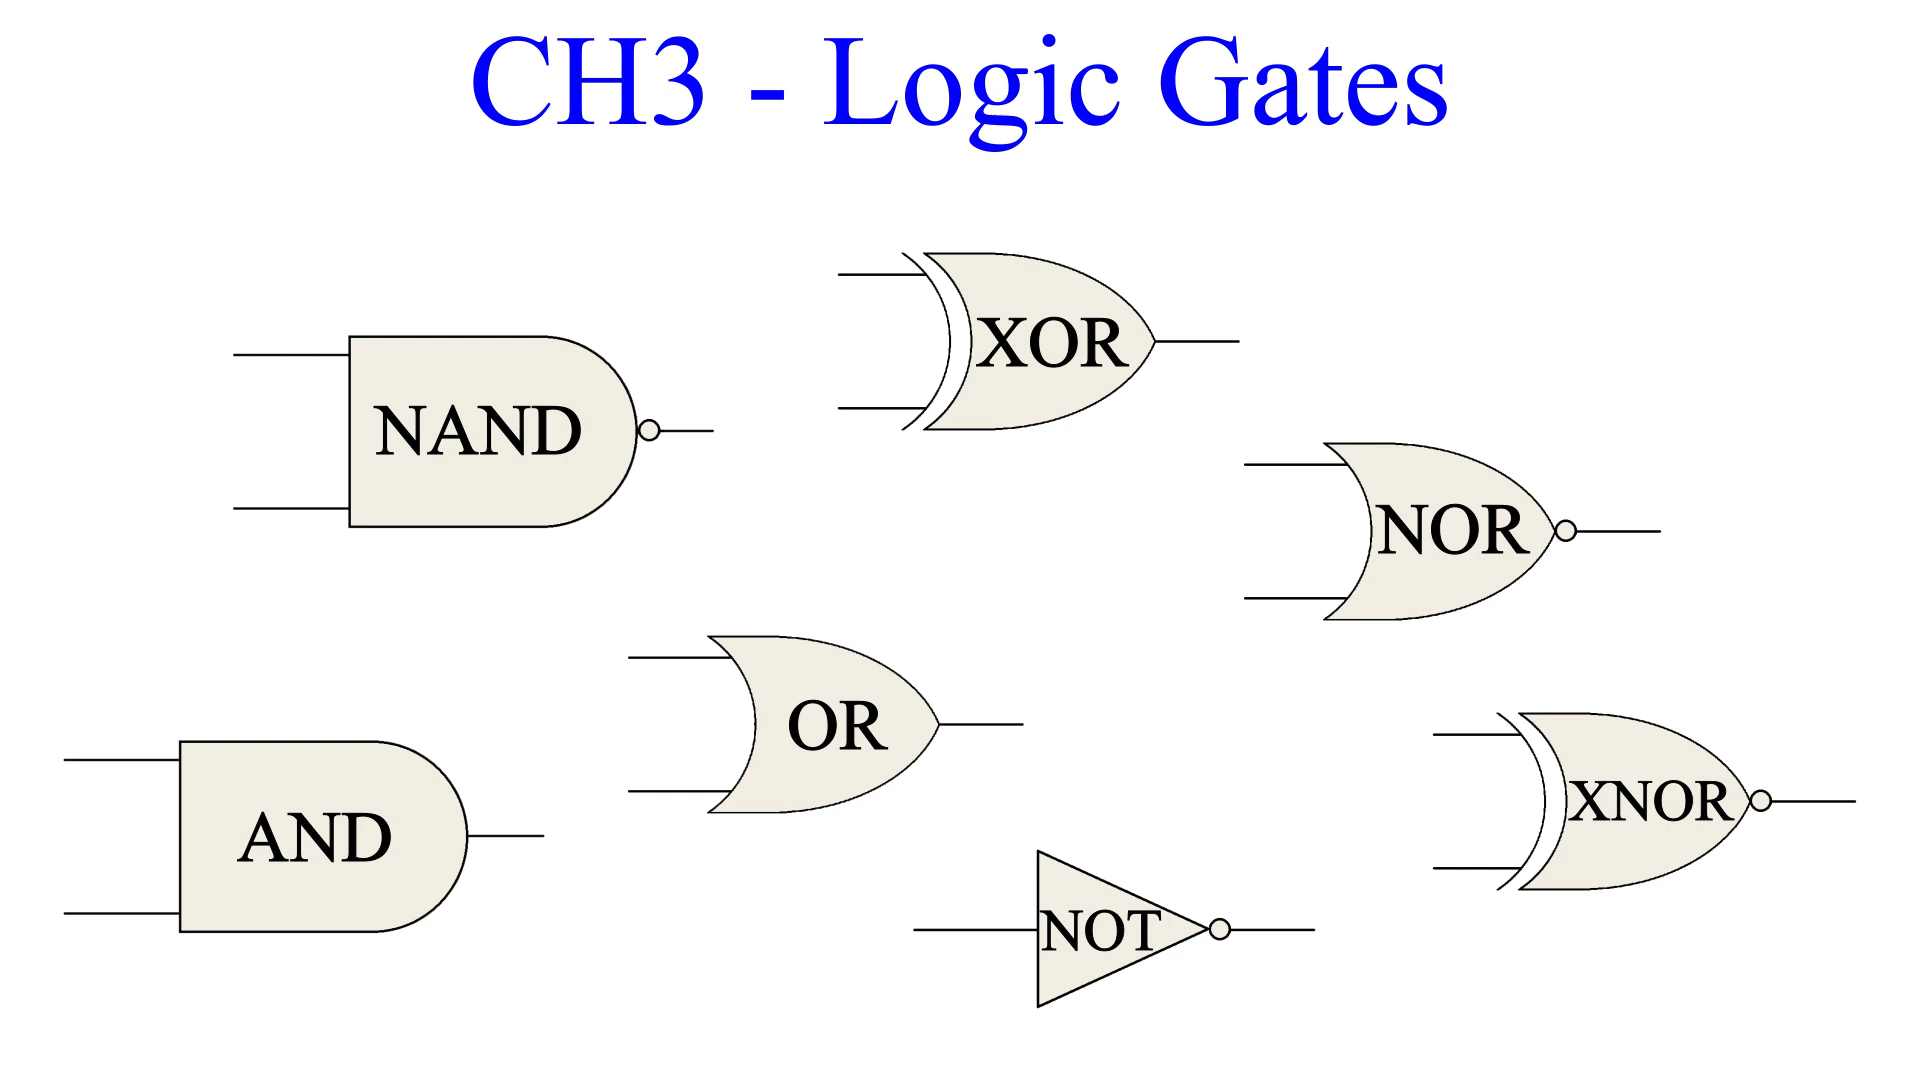 CH3 - Logic Gates
XOR
NAND
NOR
OR
XNOR
AND
NOT